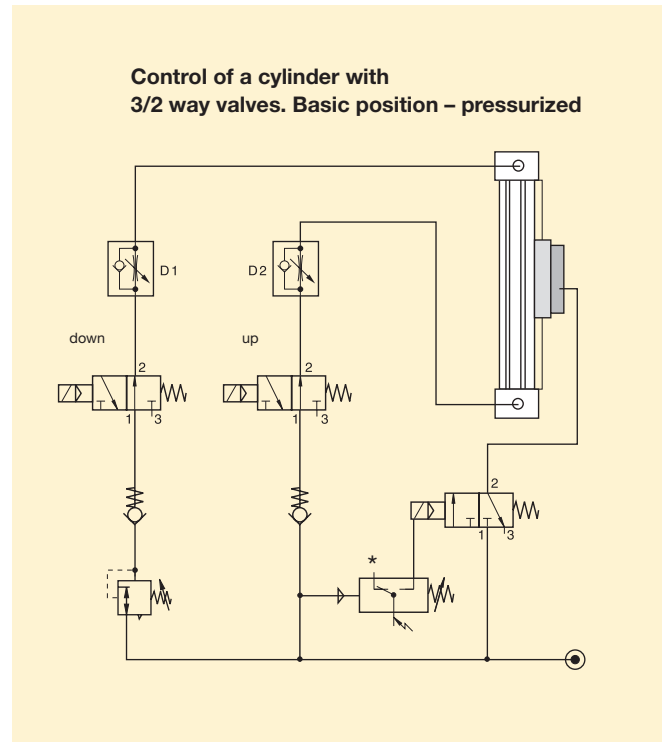 Control of a cylinder with
3/2 way valves. Basic position – pressurized
D1
D2
down
up
2
2
1
3
1
3
2
*
1
3